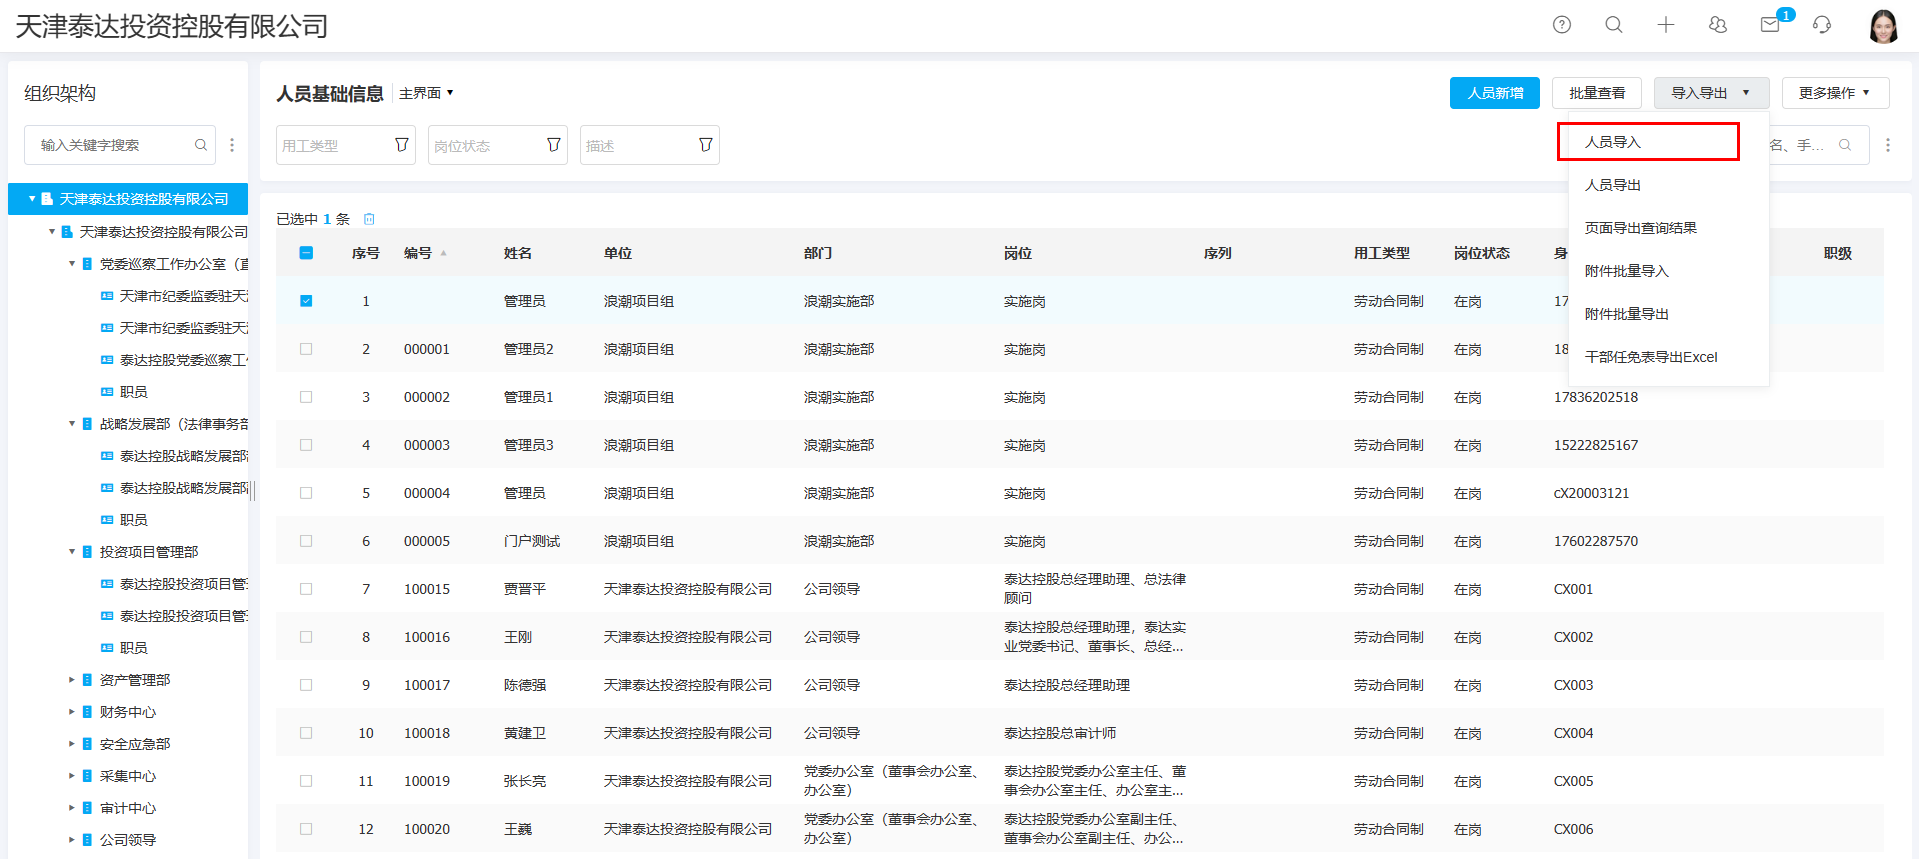 天津泰达投资控股有限公司
1
组织架构
输入关键字搜索
天津泰达投资控股有限公司
天津泰达投资控股有限公司
党委巡察工作办公室（直
天津市纪委监委驻天
天津市纪委监委驻天
泰达控股党委巡察工作
职员
战略发展部（法律事务部
泰达控股战略发展部
泰达控股战略发展部
职员
投资项目管理部
泰达控股投资项目管
泰达控股投资项目管
职员
资产管理部
财务中心
安全应急部
采集中心
审计中心
公司领导
人员基础信息 主界面
人员新增 批量查看 导入导出 更多操作
用工类型 岗位状态 描述
名、手...
人员导入
人员导出
页面导出查询结果
附件批量导入
附件批量导出
干部任免表导出Excel
已选中 1 条
序号 编号 姓名 单位 部门 岗位 序列 用工类型 岗位状态 身 职级
1 管理员 浪潮项目组 浪潮实施部 实施岗 劳动合同制 在岗 17
2 000001 管理员2 浪潮项目组 浪潮实施部 实施岗 劳动合同制 在岗 18
3 000002 管理员1 浪潮项目组 浪潮实施部 实施岗 劳动合同制 在岗 17836202518
4 000003 管理员3 浪潮项目组 浪潮实施部 实施岗 劳动合同制 在岗 15222825167
5 000004 管理员 浪潮项目组 浪潮实施部 实施岗 劳动合同制 在岗 cX20003121
6 000005 门户测试 浪潮项目组 浪潮实施部 实施岗 劳动合同制 在岗 17602287570
7 100015 贾晋平 天津泰达投资控股有限公司 公司领导 泰达控股总经理助理、总法律
顾问 劳动合同制 在岗 CX001
8 100016 王刚 天津泰达投资控股有限公司 公司领导 泰达控股总经理助理，泰达实
业党委书记、董事长、总经... 劳动合同制 在岗 CX002
9 100017 陈德强 天津泰达投资控股有限公司 公司领导 泰达控股总经理助理 劳动合同制 在岗 CX003
10 100018 黄建卫 天津泰达投资控股有限公司 公司领导 泰达控股总审计师 劳动合同制 在岗 CX004
11 100019 张长亮 天津泰达投资控股有限公司 党委办公室（董事会办公室、 泰达控股党委办公室主任、董
办公室） 事会办公室主任、办公室主... 劳动合同制 在岗 CX005
12 100020 王巍 天津泰达投资控股有限公司 党委办公室（董事会办公室、 泰达控股党委办公室副主任、
办公室） 董事会办公室副主任、办公... 劳动合同制 在岗 CX006